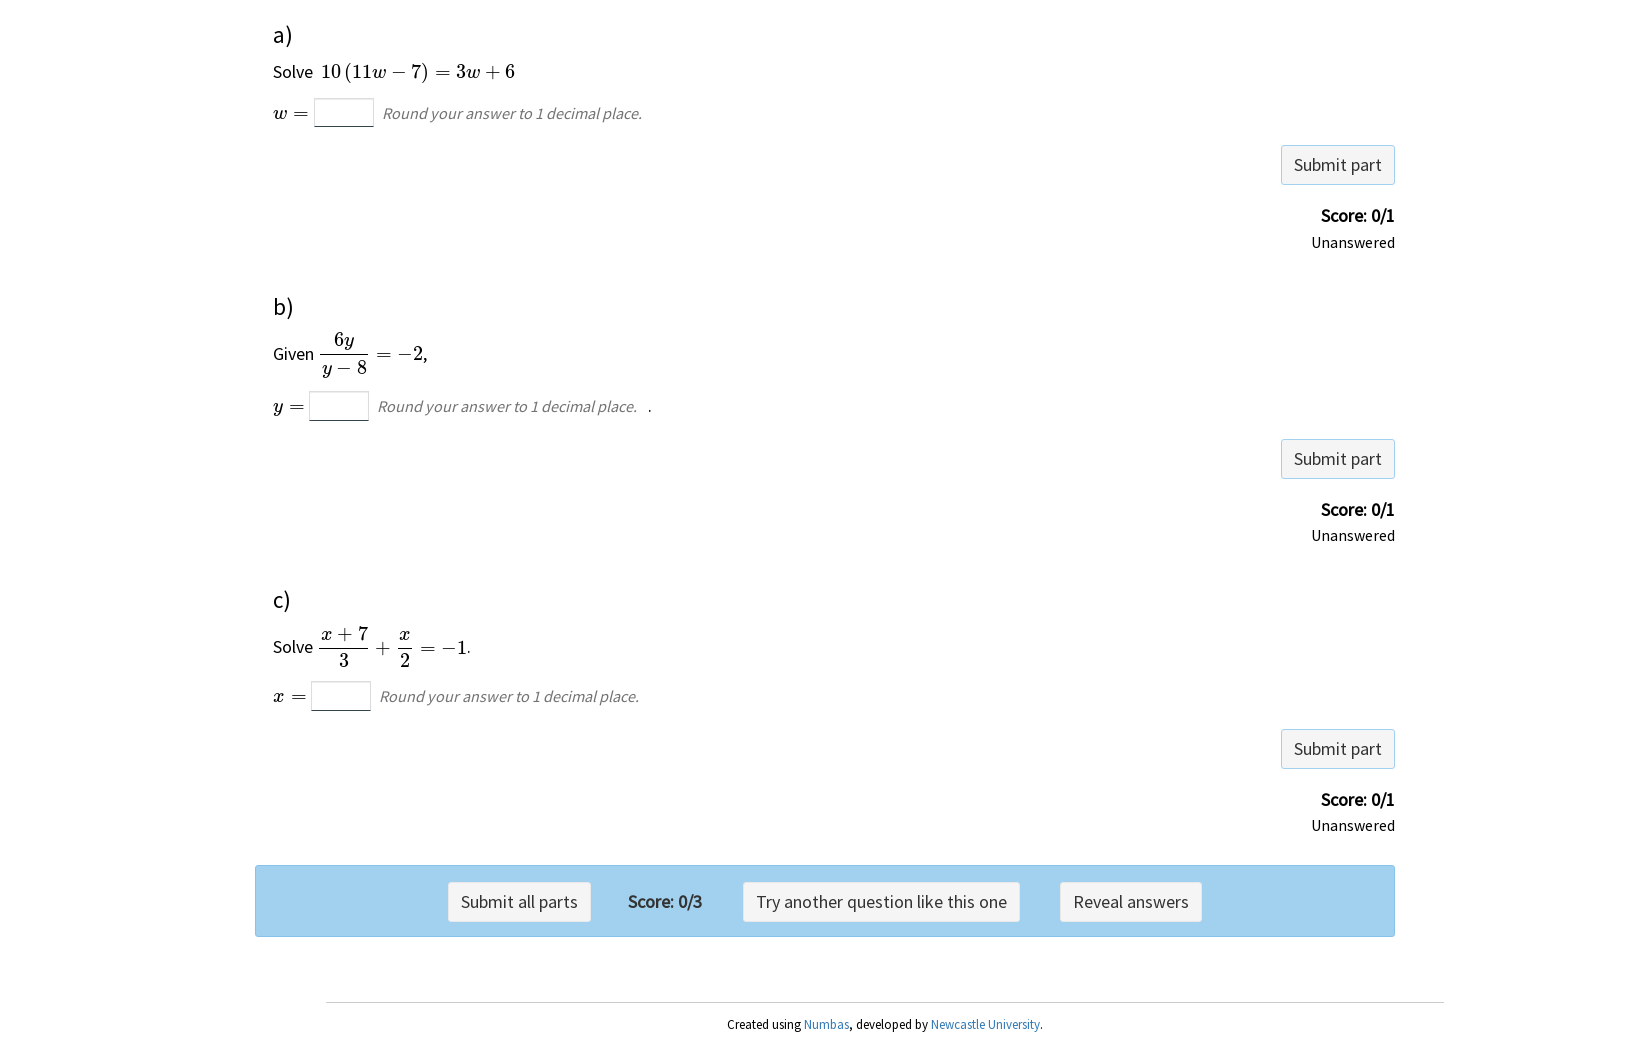 a)
Solve 10 (11w − 7) = 3w + 6
w = Round your answer to 1 decimal place.
Submit part
Score: 0/1
Unanswered
b)
Given 6y/(y − 8) = −2,
y = Round your answer to 1 decimal place. .
Submit part
Score: 0/1
Unanswered
c)
Solve (x + 7)/3 + x/2 = −1.
x = Round your answer to 1 decimal place.
Submit part
Score: 0/1
Unanswered
Submit all parts Score: 0/3 Try another question like this one Reveal answers
Created using Numbas, developed by Newcastle University.